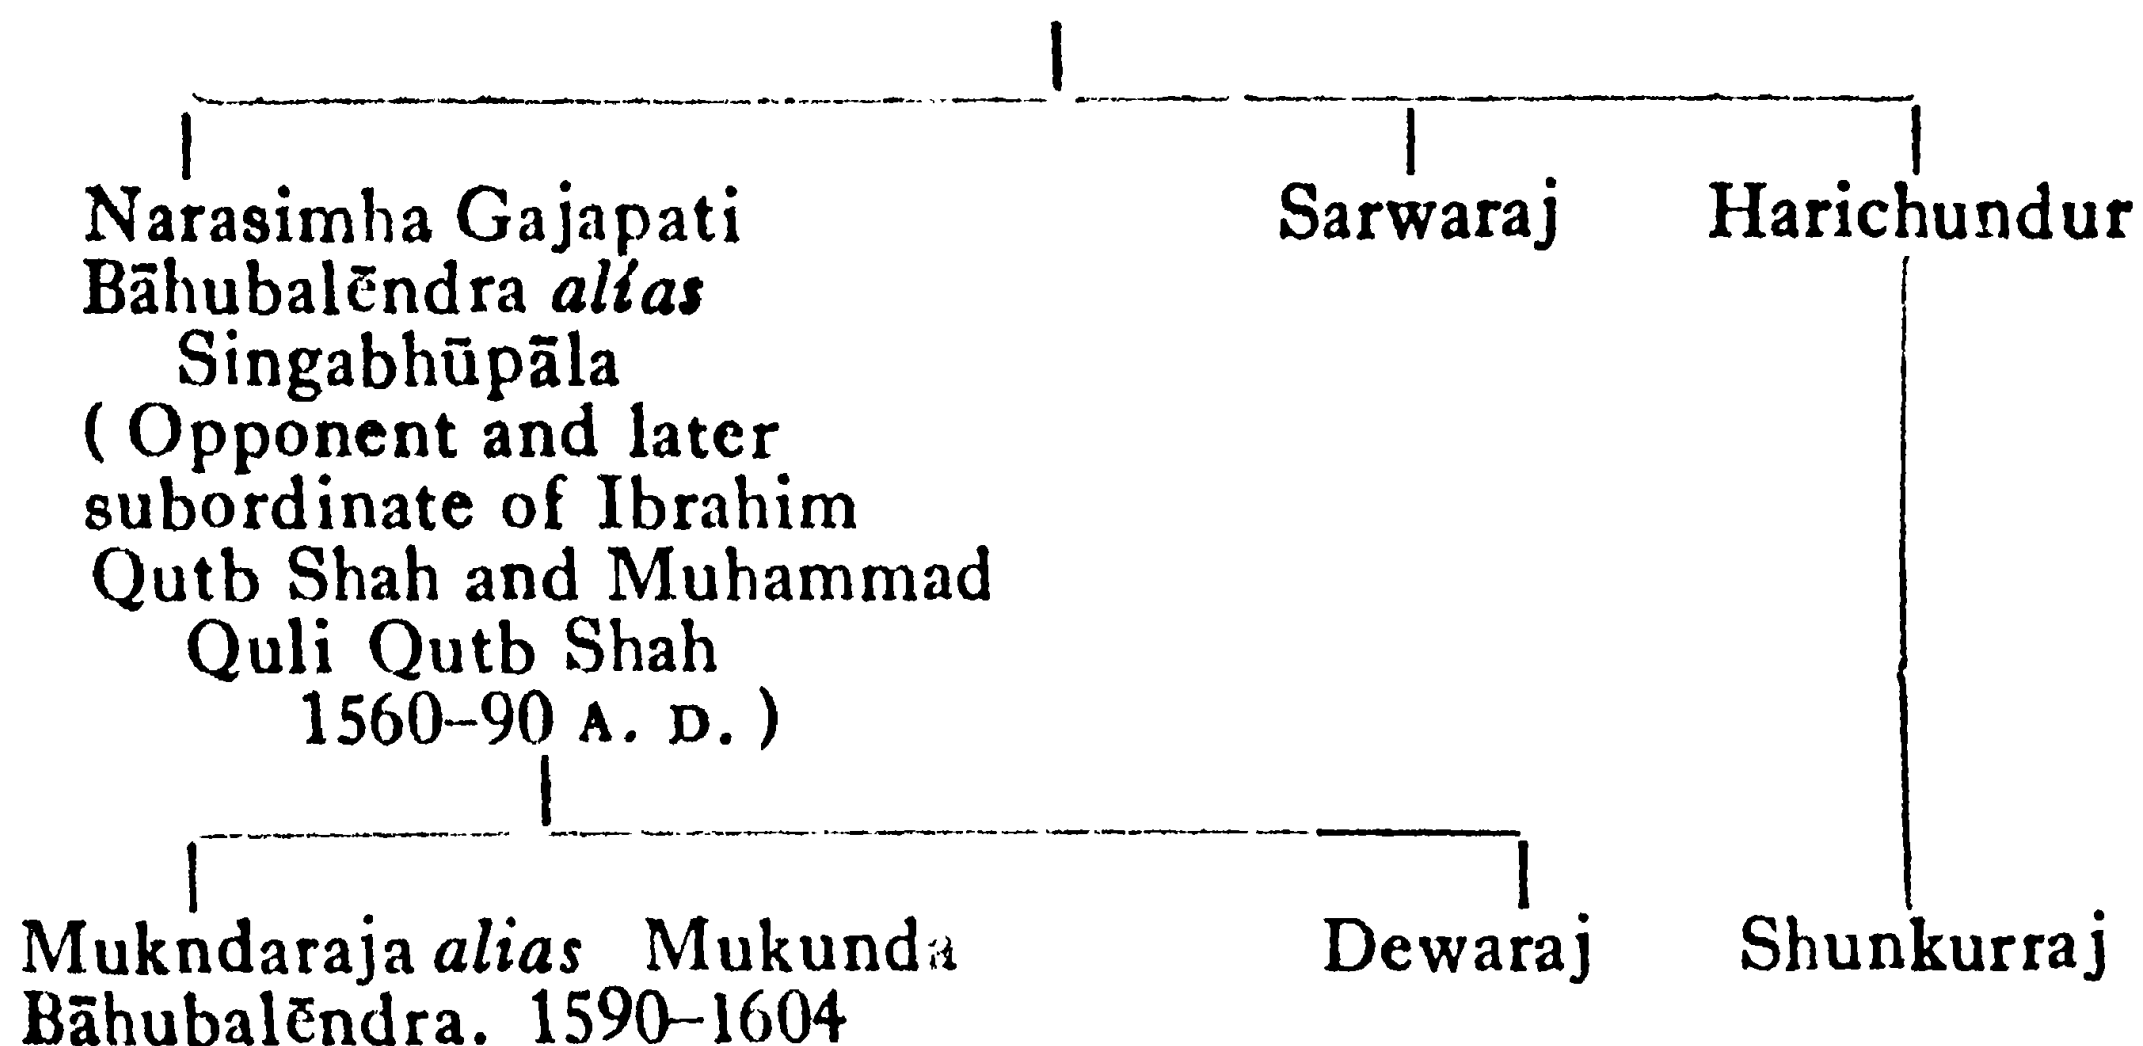 Narasimha Gajapati
Bāhubalēndra alias
Singabhūpāla
( Opponent and later
subordinate of Ibrahim
Qutb Shah and Muhammad
Quli Qutb Shah
1560–90 A. D. )
Sarwaraj
Harichundur
Mukndaraja alias Mukunda
Bāhubalēndra. 1590–1604
Dewaraj
Shunkurraj